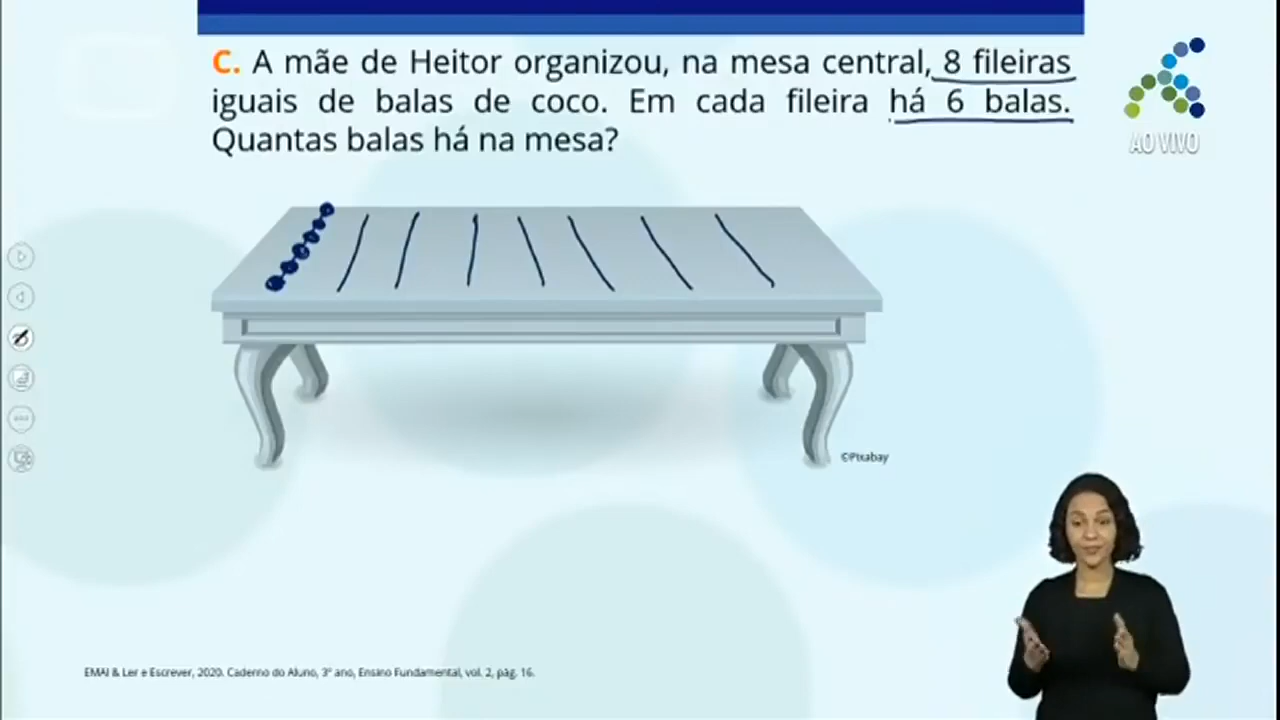 C. A mãe de Heitor organizou, na mesa central, 8 fileiras
iguais de balas de coco. Em cada fileira há 6 balas.
Quantas balas há na mesa?
AO VIVO
©Pixabay
EMAI & Ler e Escrever, 2020. Caderno do Aluno, 3º ano, Ensino Fundamental, vol. 2, pág. 16.